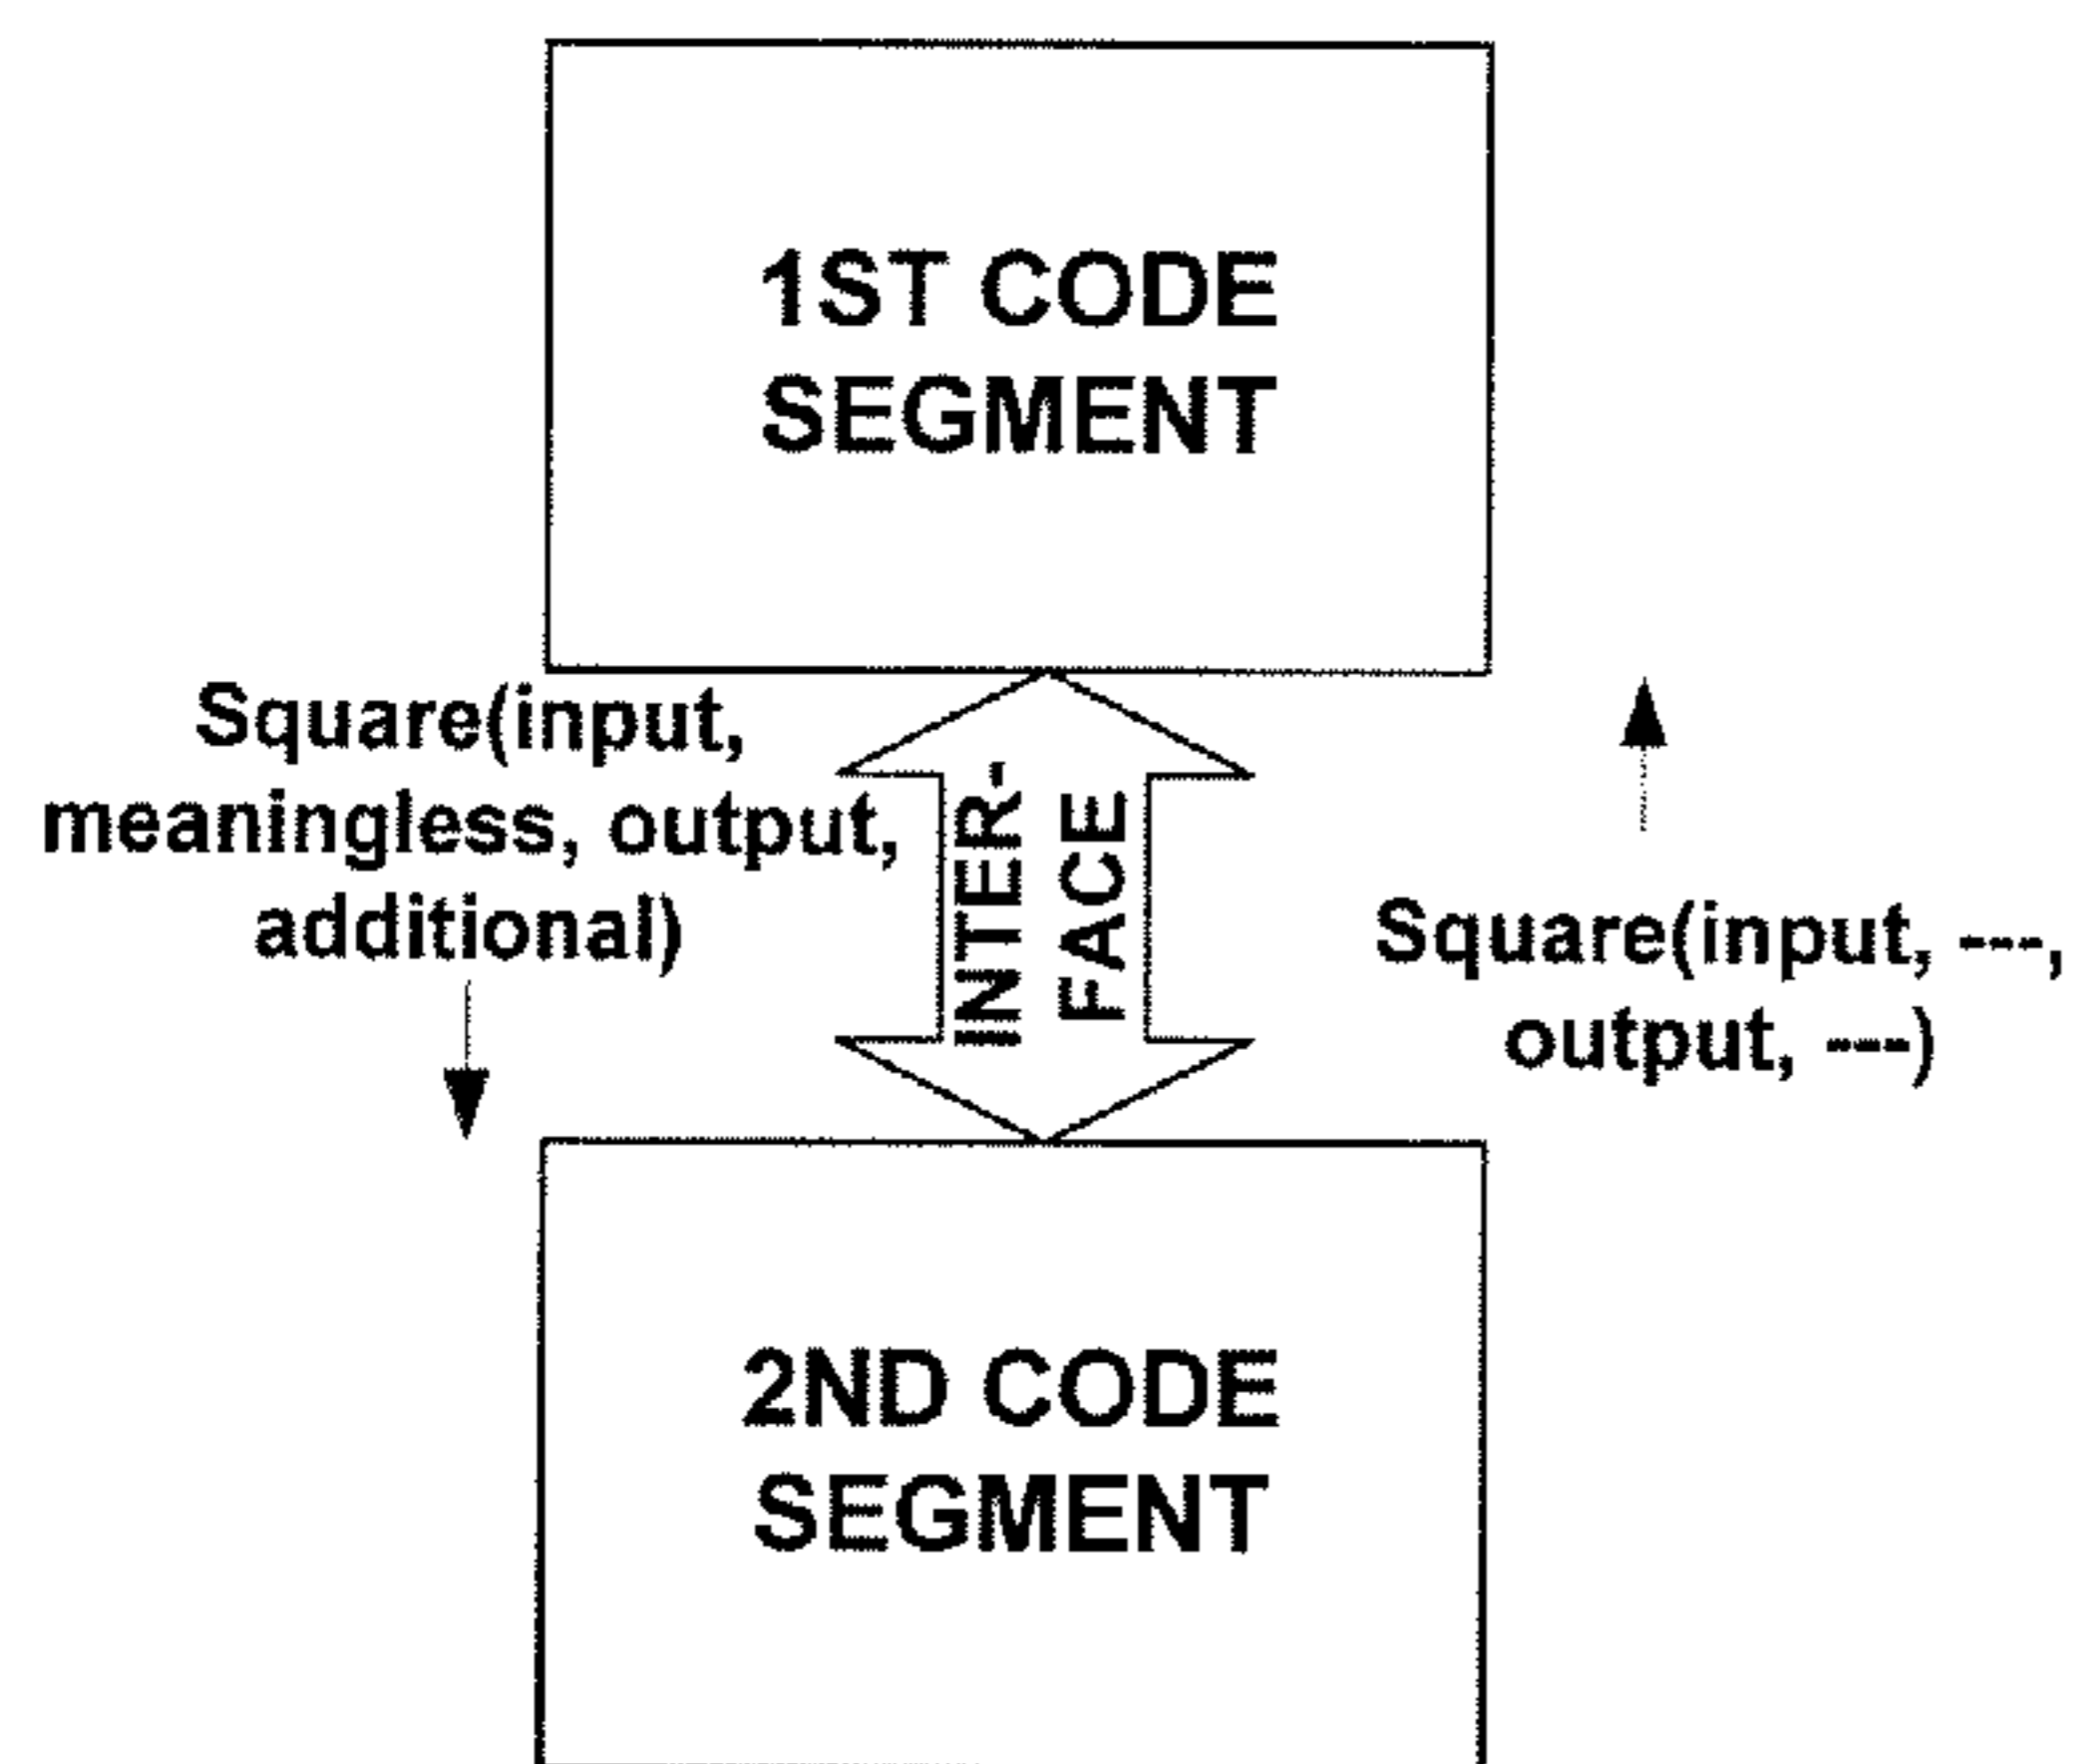 1ST CODE
SEGMENT
Square(input,
meaningless, output,
additional)
INTER-
FACE
Square(input, ---,
output, ---)
2ND CODE
SEGMENT